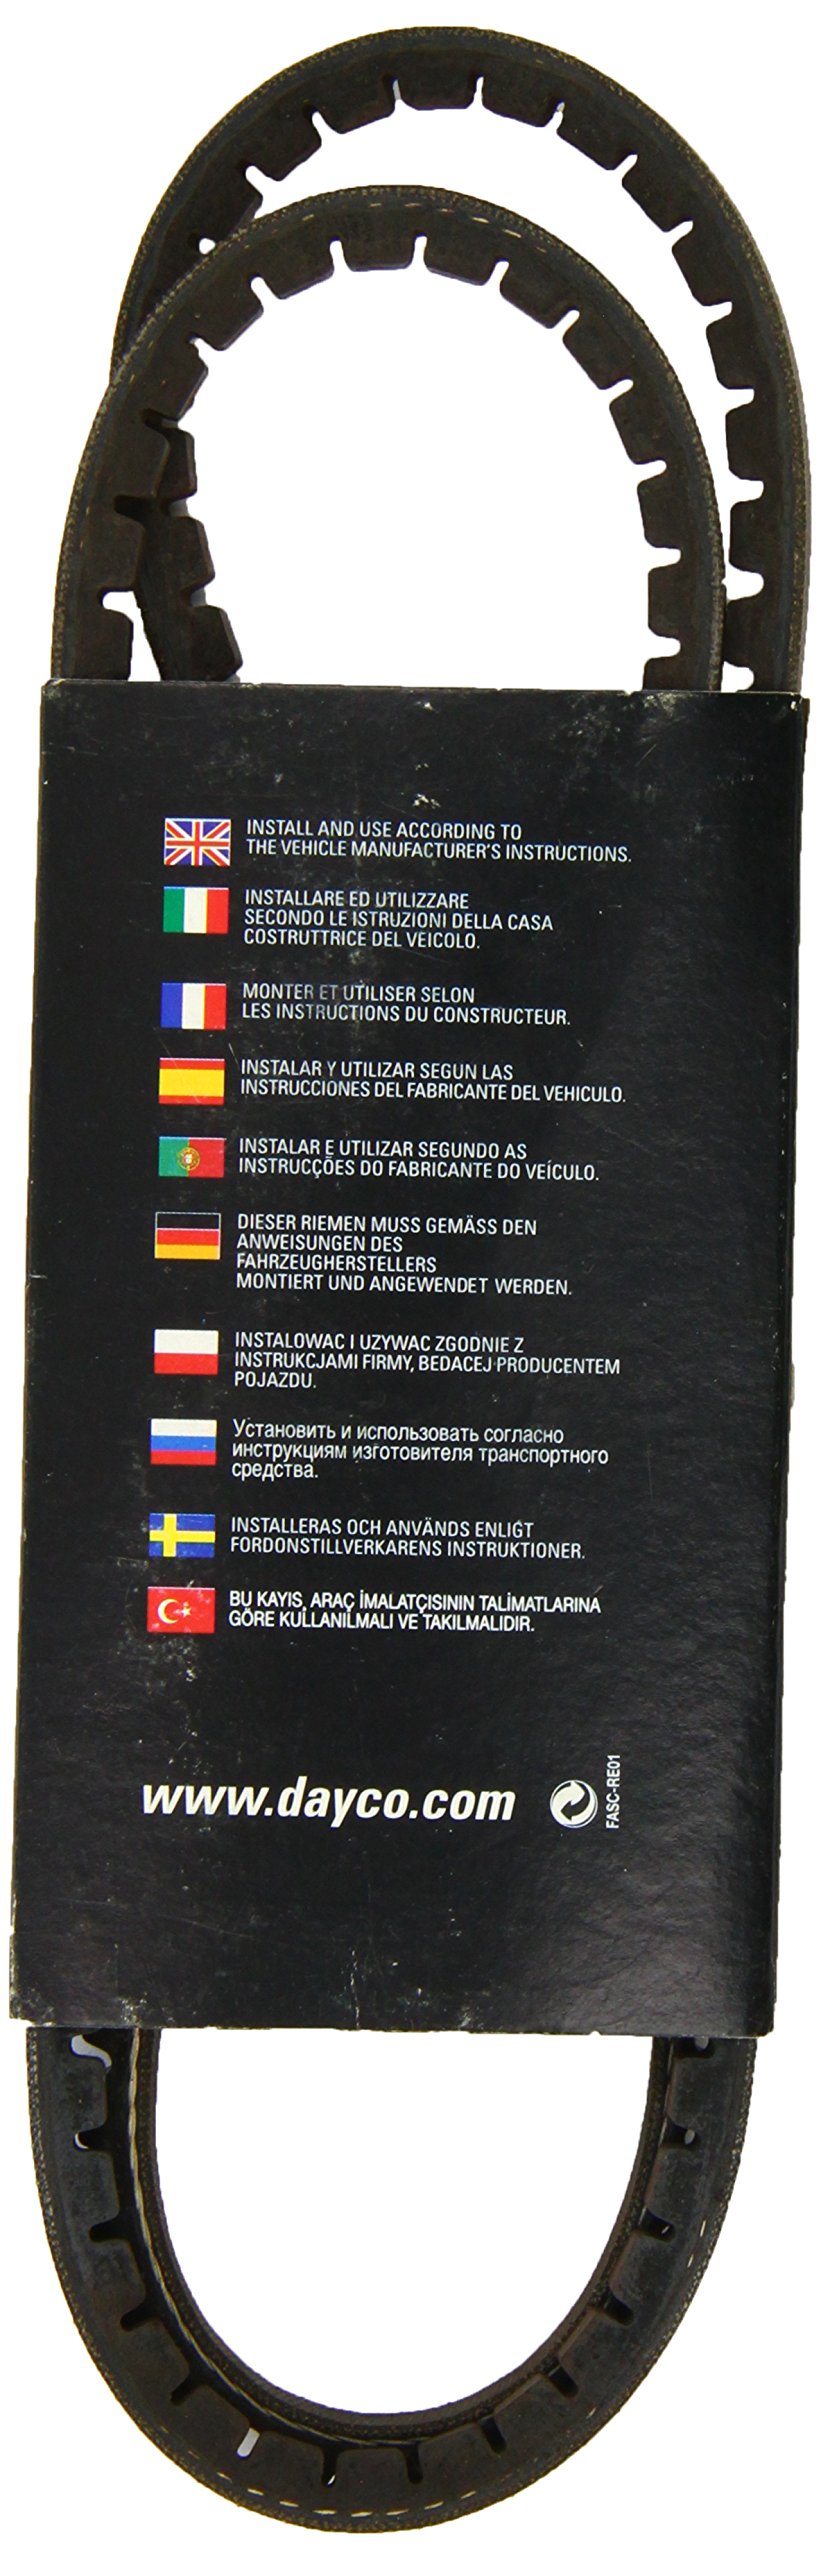 INSTALL AND USE ACCORDING TO
THE VEHICLE MANUFACTURER'S INSTRUCTIONS.
INSTALLARE ED UTILIZZARE
SECONDO LE ISTRUZIONI DELLA CASA
COSTRUTTRICE DEL VEICOLO.
MONTER ET UTILISER SELON
LES INSTRUCTIONS DU CONSTRUCTEUR.
INSTALAR Y UTILIZAR SEGUN LAS
INSTRUCCIONES DEL FABRICANTE DEL VEHICULO.
INSTALAR E UTILIZAR SEGUNDO AS
INSTRUCÇÕES DO FABRICANTE DO VEÍCULO.
DIESER RIEMEN MUSS GEMÄSS DEN
ANWEISUNGEN DES
FAHRZEUGHERSTELLERS
MONTIERT UND ANGEWENDET WERDEN.
INSTALOWAC I UZYWAC ZGODNIE Z
INSTRUKCJAMI FIRMY, BEDACEJ PRODUCENTEM
POJAZDU.
Установить и использовать согласно
инструкциям изготовителя транспортного
средства.
INSTALLERAS OCH ANVÄNDS ENLIGT
FORDONSTILLVERKARENS INSTRUKTIONER.
BU KAYIS, ARAÇ İMALATÇISININ TALİMATLARINA
GÖRE KULLANILMALI VE TAKILMALIDIR.
www.dayco.com
FASC-RE01